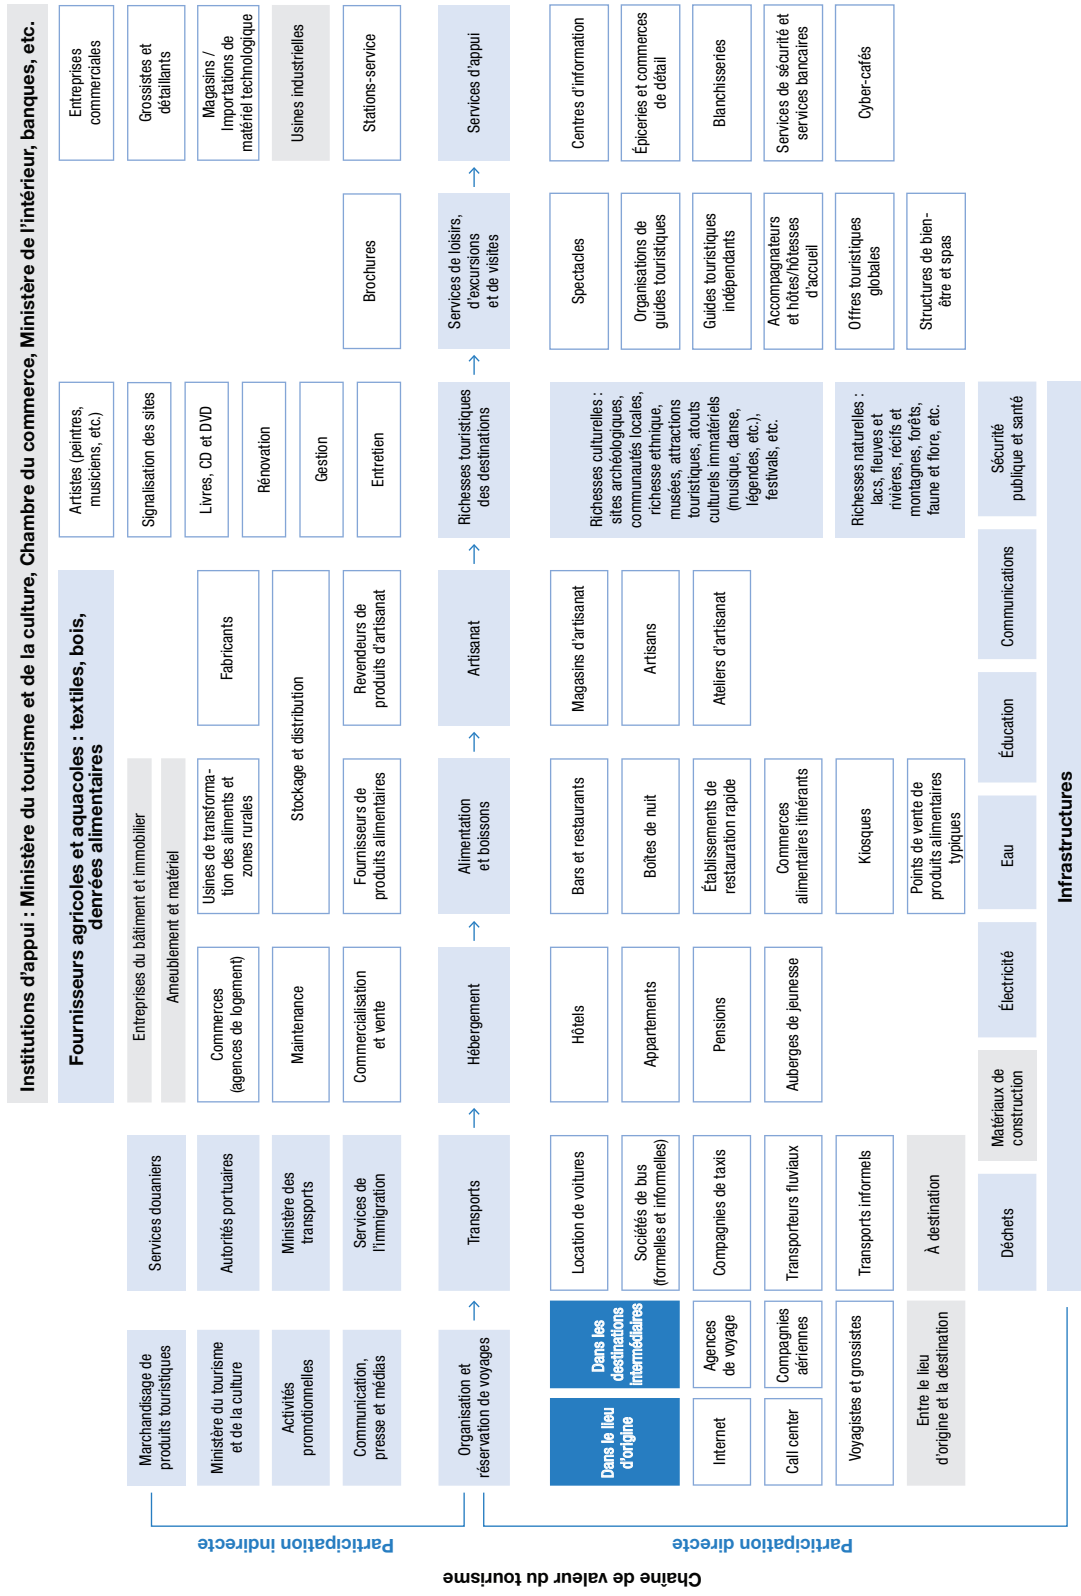 Chaîne de valeur du tourisme
Institutions d'appui : Ministère du tourisme et de la culture, Chambre du commerce, Ministère de l'intérieur, banques, etc.
Participation indirecte
Fournisseurs agricoles et aquacoles : textiles, bois,
denrées alimentaires
Artistes (peintres,
musiciens, etc.)
Entreprises
commerciales
Marchandisage de
produits touristiques
Services douaniers
Entreprises du bâtiment et immobilier
Ameublement et matériel
Signalisation des sites
Grossistes et
détaillants
Ministère du tourisme
et de la culture
Autorités portuaires
Commerces
(agences de logement)
Usines de transforma-
tion des aliments et
zones rurales
Fabricants
Livres, CD et DVD
Magasins /
Importations de
matériel technologique
Rénovation
Activités
promotionnelles
Ministère des
transports
Maintenance
Stockage et distribution
Gestion
Usines industrielles
Communication,
presse et médias
Services de
l'immigration
Commercialisation
et vente
Fournisseurs de
produits alimentaires
Revendeurs de
produits d'artisanat
Entretien
Brochures
Stations-service
Organisation et
réservation de voyages
Transports
Hébergement
Alimentation
et boissons
Artisanat
Richesses touristiques
des destinations
Services de loisirs,
d'excursions
et de visites
Services d'appui
Participation directe
Dans le lieu
d'origine
Dans les
destinations
intermédiaires
Location de voitures
Hôtels
Bars et restaurants
Magasins d'artisanat
Richesses culturelles :
sites archéologiques,
communautés locales,
richesse ethnique,
musées, attractions
touristiques, atouts
culturels immatériels
(musique, danse,
légendes, etc.),
festivals, etc.
Spectacles
Centres d'information
Sociétés de bus
(formelles et informelles)
Appartements
Boîtes de nuit
Artisans
Organisations de
guides touristiques
Épiceries et commerces
de détail
Internet
Agences
de voyage
Compagnies de taxis
Pensions
Établissements de
restauration rapide
Ateliers d'artisanat
Guides touristiques
indépendants
Blanchisseries
Call center
Compagnies
aériennes
Transporteurs fluviaux
Auberges de jeunesse
Commerces
alimentaires itinérants
Accompagnateurs
et hôtes/hôtesses
d'accueil
Services de sécurité et
services bancaires
Voyagistes et grossistes
Transports informels
Kiosques
Richesses naturelles :
lacs, fleuves et
rivières, récifs et
montagnes, forêts,
faune et flore, etc.
Offres touristiques
globales
Cyber-cafés
Entre le lieu
d'origine et la destination
À destination
Points de vente de
produits alimentaires
typiques
Structures de bien-
être et spas
Déchets
Matériaux de
construction
Électricité
Eau
Éducation
Communications
Sécurité
publique et santé
Infrastructures